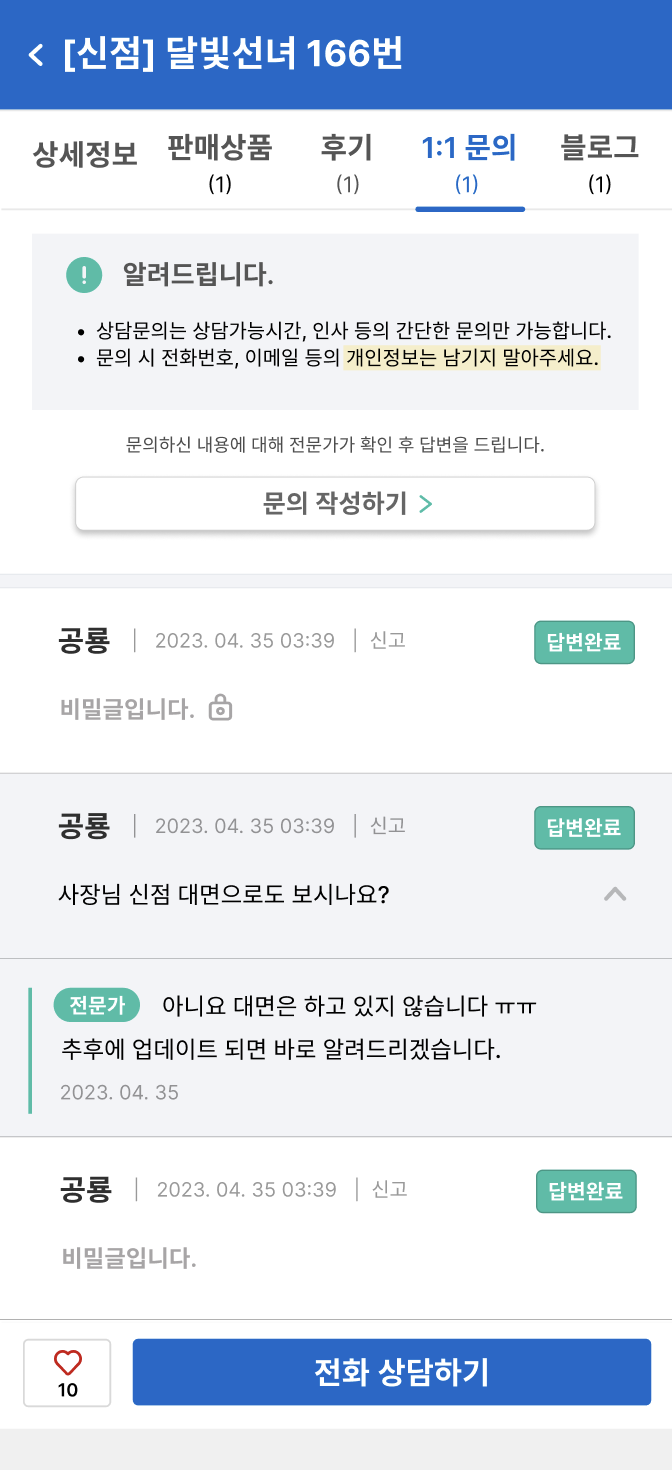 [신점] 달빛선녀 166번
상세정보 판매상품 후기 1:1 문의 블로그
(1) (1) (1) (1)
알려드립니다.
• 상담문의는 상담가능시간, 인사 등의 간단한 문의만 가능합니다.
• 문의 시 전화번호, 이메일 등의 개인정보는 남기지 말아주세요.
문의하신 내용에 대해 전문가가 확인 후 답변을 드립니다.
문의 작성하기 >
공룡 | 2023. 04. 35 03:39 | 신고 답변완료
비밀글입니다.
공룡 | 2023. 04. 35 03:39 | 신고 답변완료
사장님 신점 대면으로도 보시나요?
전문가 아니요 대면은 하고 있지 않습니다 ㅠㅠ
추후에 업데이트 되면 바로 알려드리겠습니다.
2023. 04. 35
공룡 | 2023. 04. 35 03:39 | 신고 답변완료
비밀글입니다.
10 전화 상담하기